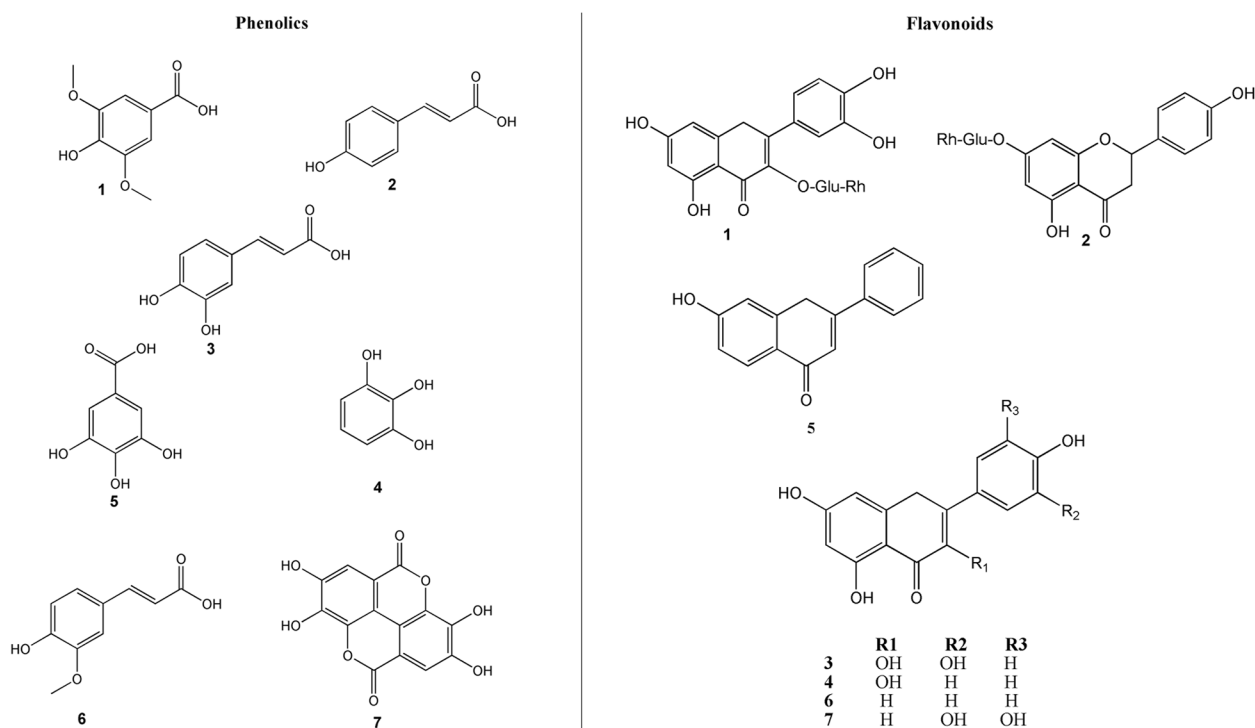 Phenolics
O
O
OH
HO
O
1
O
OH
HO
2
O
OH
HO
OH
3
O
OH
HO
OH
OH
5
OH
OH
OH
4
O
OH
HO
O
6
O
HO
O
HO
OH
O
OH
O
7
Flavonoids
OH
HO
OH
O-Glu-Rh
OH
O
1
OH
Rh-Glu-O
O
OH
O
2
HO
O
5
R3
OH
HO
R2
R1
OH
O
R1 R2 R3
3 OH OH H
4 OH H H
6 H H H
7 H OH OH